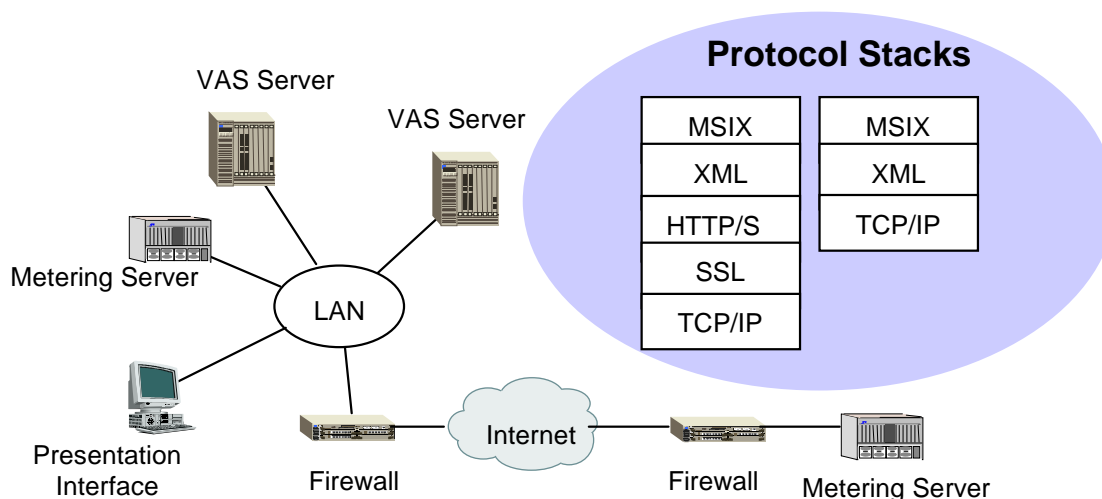 Protocol Stacks
VAS Server
VAS Server
MSIX
XML
HTTP/S
SSL
TCP/IP
MSIX
XML
TCP/IP
Metering Server
LAN
Presentation
Interface
Firewall
Internet
Firewall
Metering Server